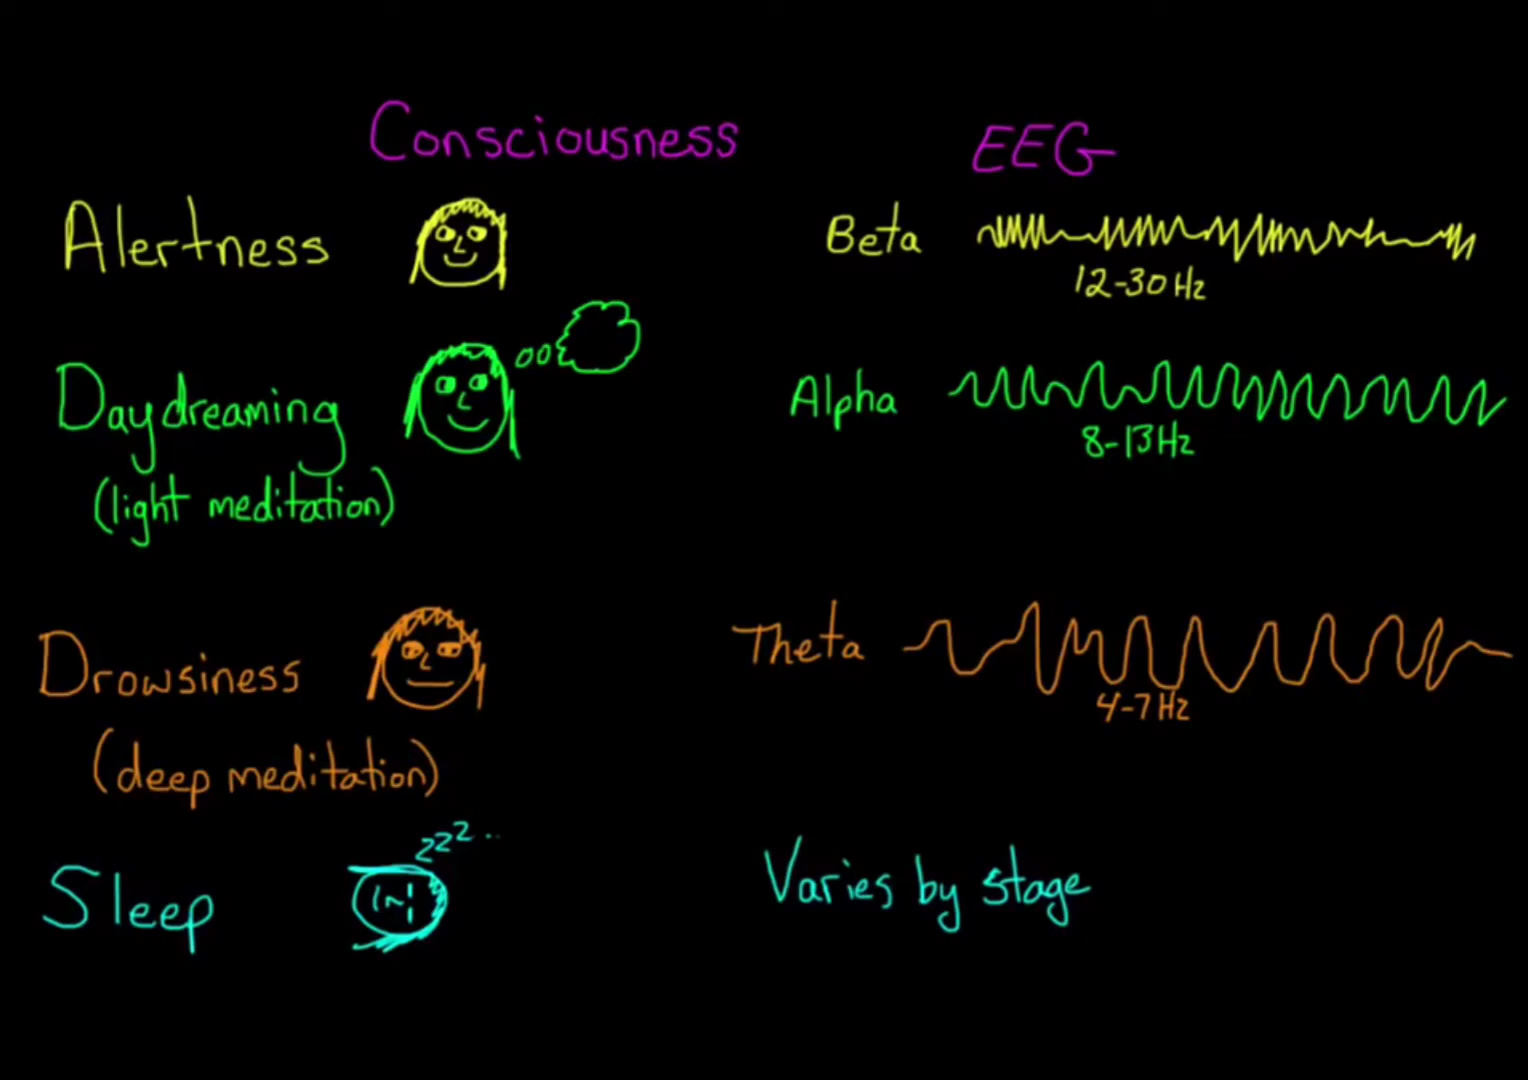 Consciousness
EEG
Alertness
Beta
12-30 Hz
Daydreaming
(light meditation)
Alpha
8-13 Hz
Drowsiness
(deep meditation)
Theta
4-7 Hz
zzz..
Sleep
Varies by stage